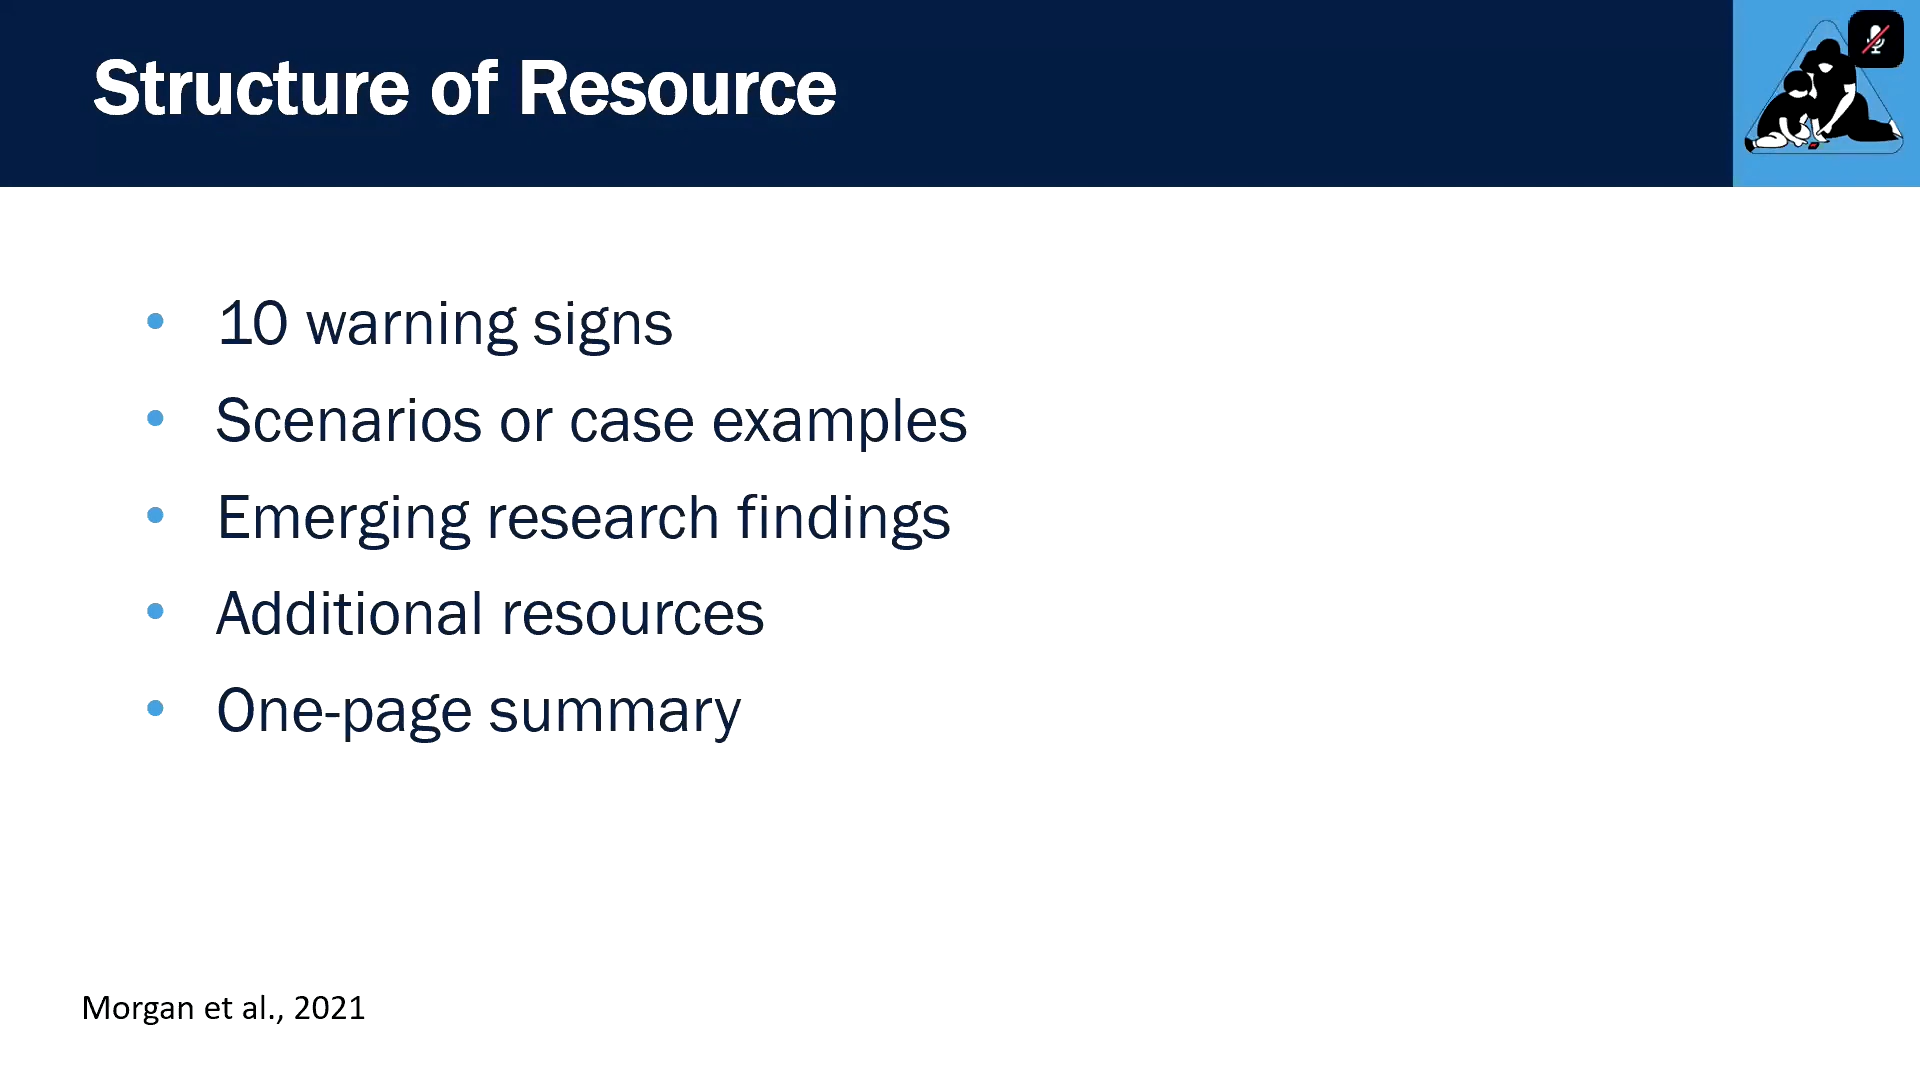 Structure of Resource
• 10 warning signs
• Scenarios or case examples
• Emerging research findings
• Additional resources
• One-page summary
Morgan et al., 2021